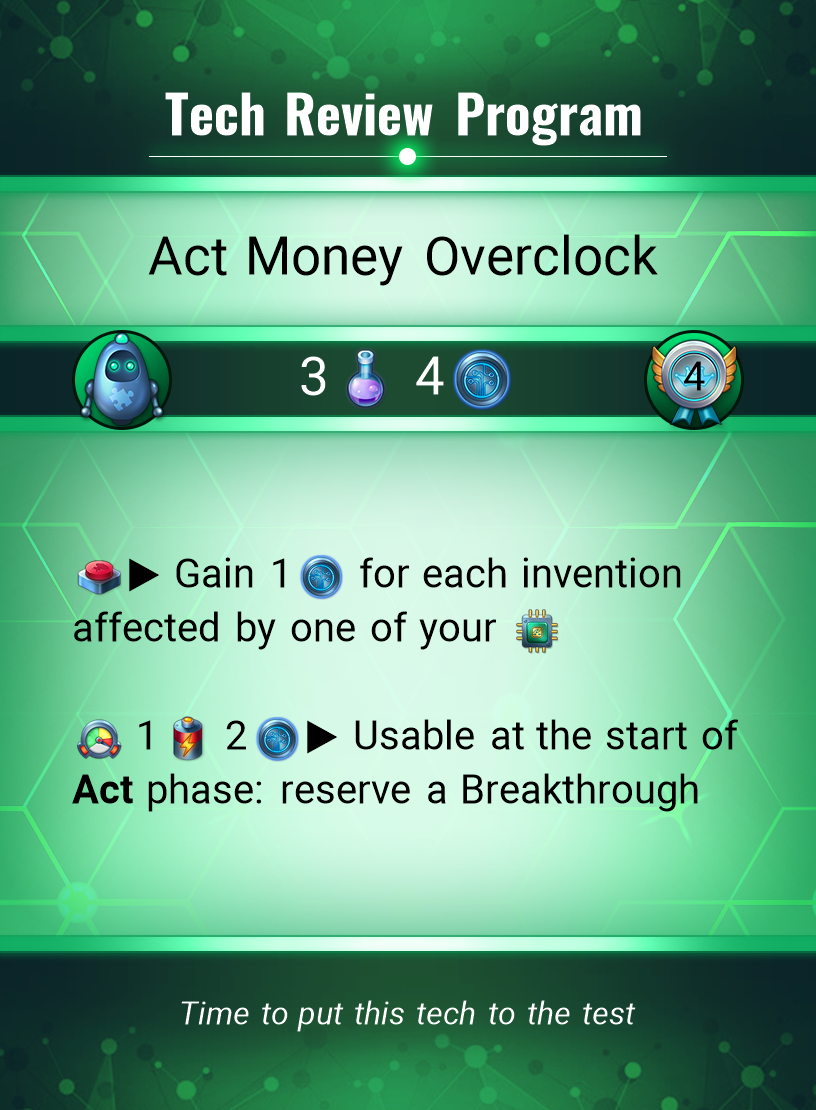 Tech Review Program
Act Money Overclock
3 4 4
▶ Gain 1 for each invention
affected by one of your
1 2 ▶ Usable at the start of
Act phase: reserve a Breakthrough
Time to put this tech to the test